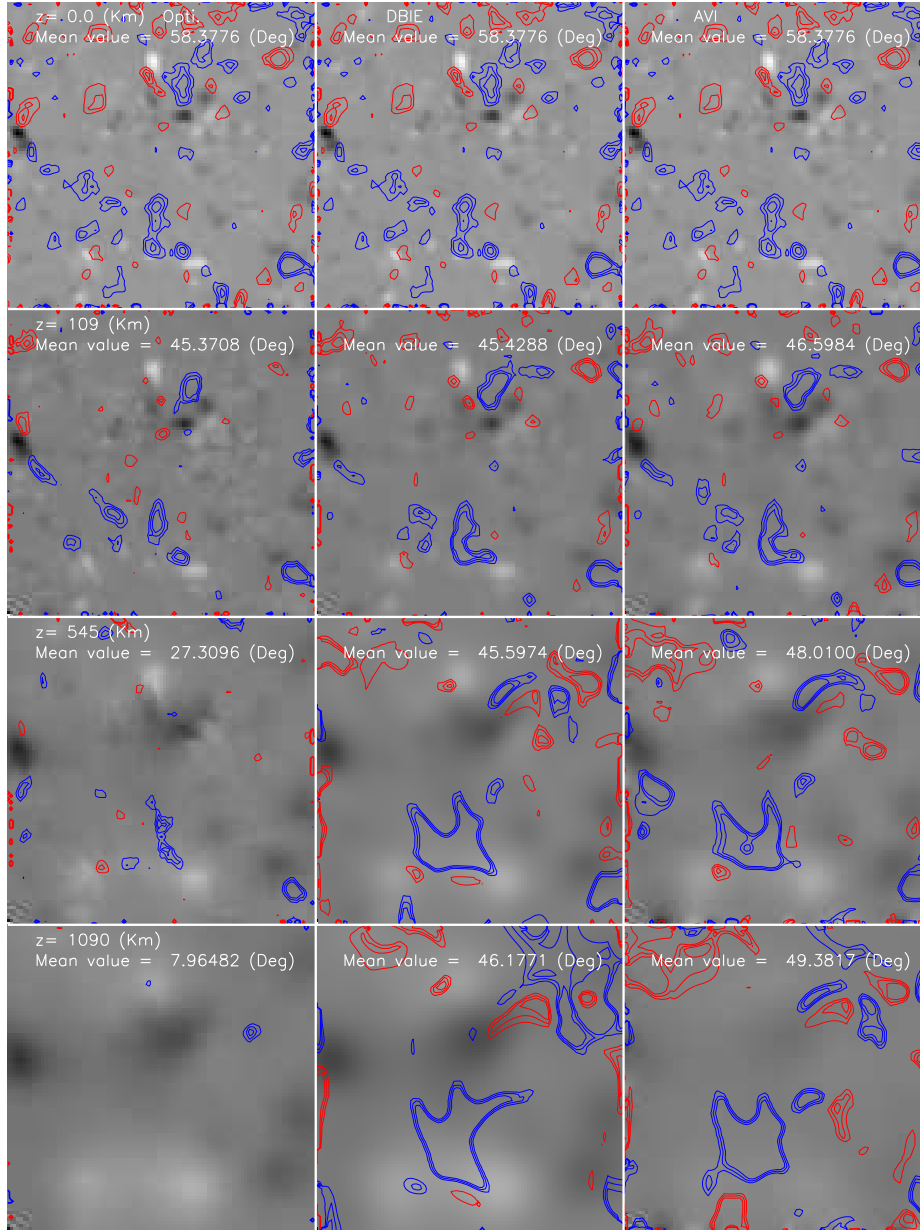 z= 0.0 (Km) Opti. DBIE AVI
Mean value = 58.3776 (Deg) Mean value = 58.3776 (Deg) Mean value = 58.3776 (Deg)
z= 109 (Km)
Mean value = 45.3708 (Deg) Mean value = 45.4288 (Deg) Mean value = 46.5984 (Deg)
z= 545 (Km)
Mean value = 27.3096 (Deg) Mean value = 45.5974 (Deg) Mean value = 48.0100 (Deg)
z= 1090 (Km)
Mean value = 7.96482 (Deg) Mean value = 46.1771 (Deg) Mean value = 49.3817 (Deg)